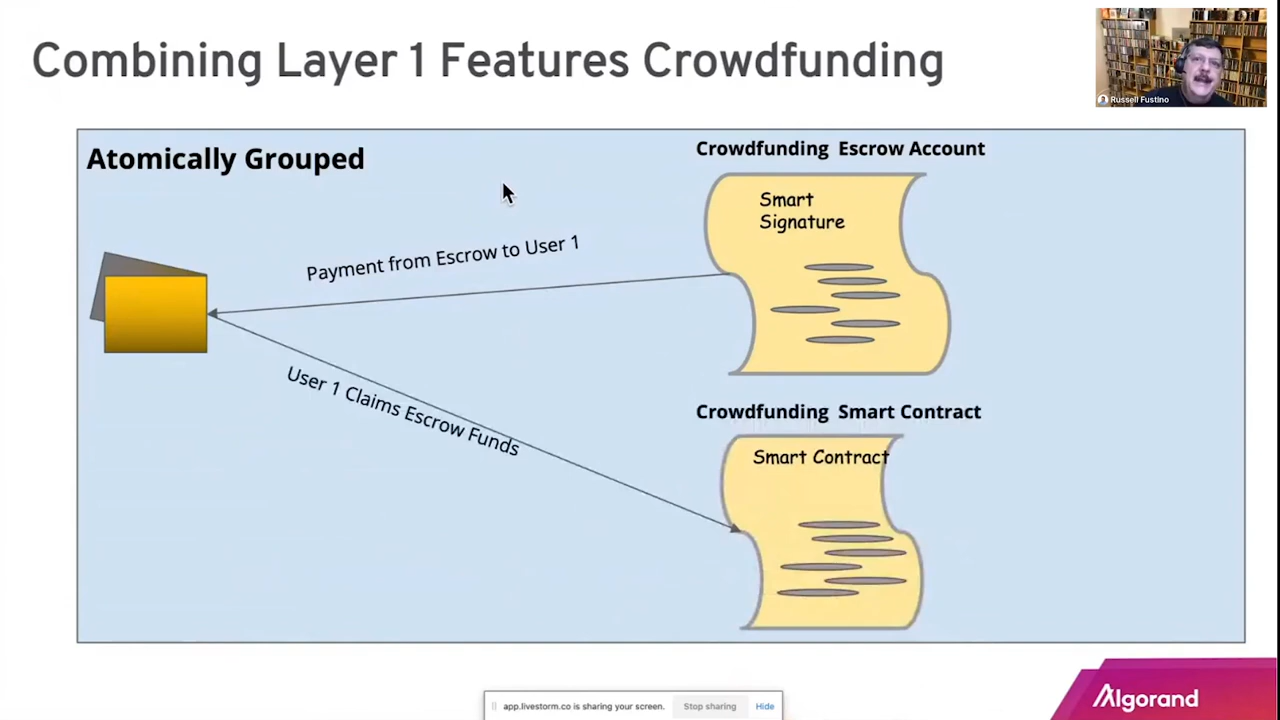 Combining Layer 1 Features Crowdfunding
Russell Fustino
Atomically Grouped
Crowdfunding Escrow Account
Smart
Signature
Payment from Escrow to User 1
User 1 Claims Escrow Funds
Crowdfunding Smart Contract
Smart Contract
app.livestorm.co is sharing your screen.
Stop sharing
Hide
Algorand